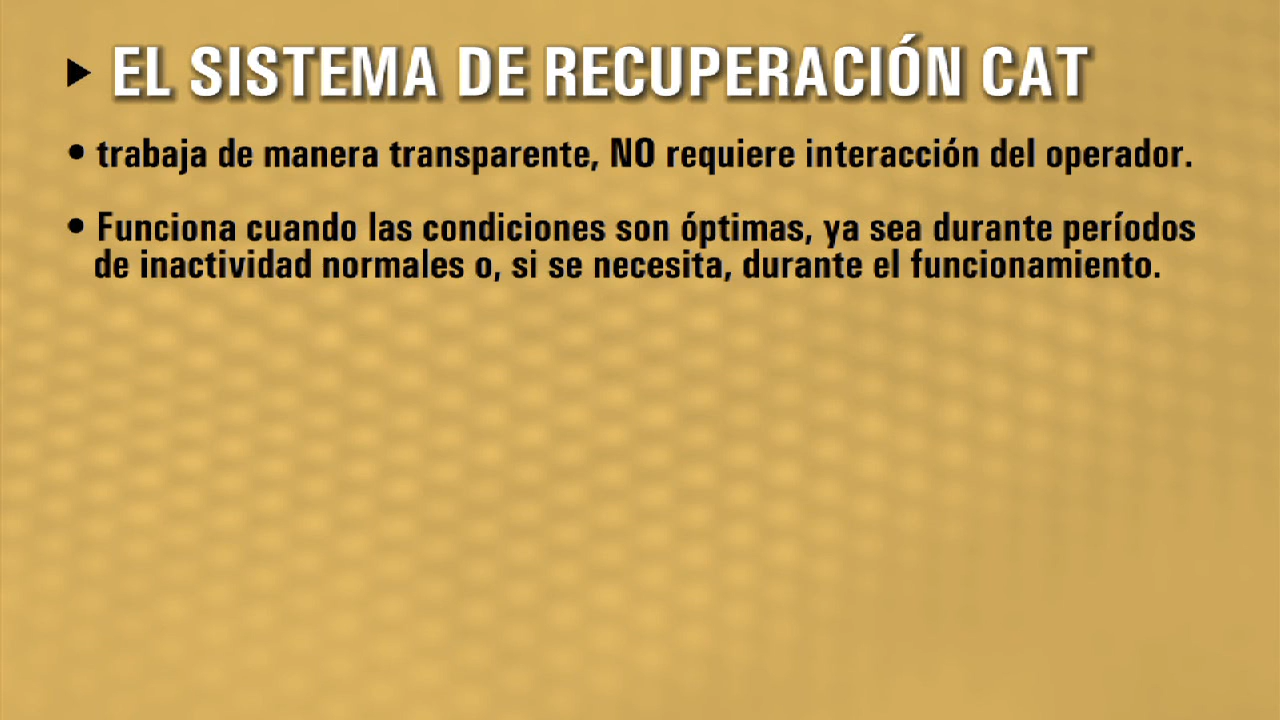 EL SISTEMA DE RECUPERACIÓN CAT
• trabaja de manera transparente, NO requiere interacción del operador.
• Funciona cuando las condiciones son óptimas, ya sea durante períodos
de inactividad normales o, si se necesita, durante el funcionamiento.